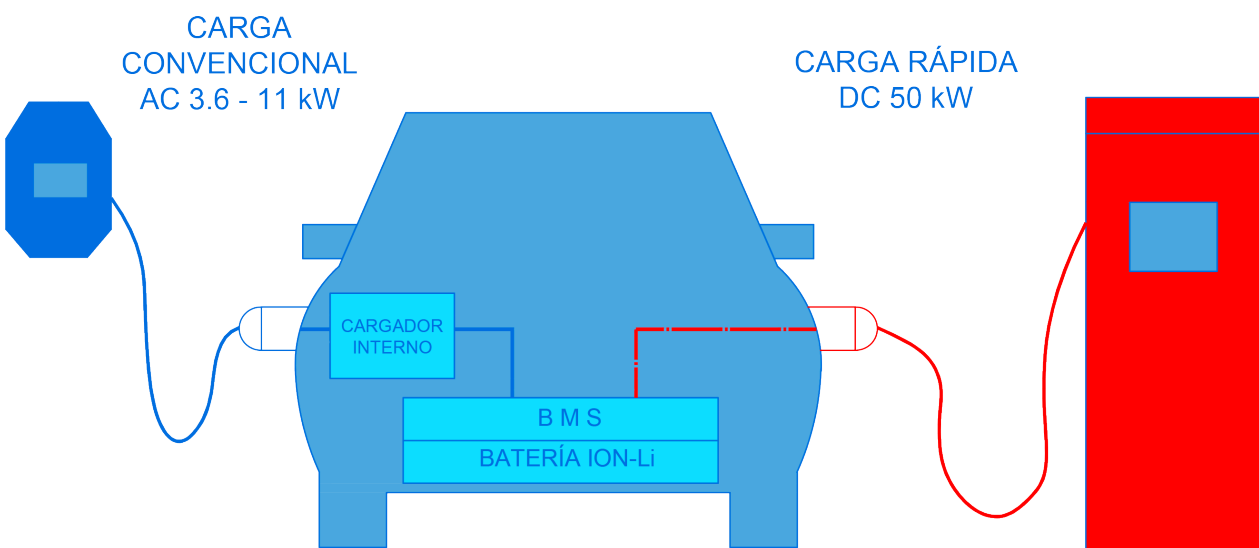 CARGA
CONVENCIONAL
AC 3.6 - 11 kW
CARGA RÁPIDA
DC 50 kW
CARGADOR
INTERNO
B M S
BATERÍA ION-Li